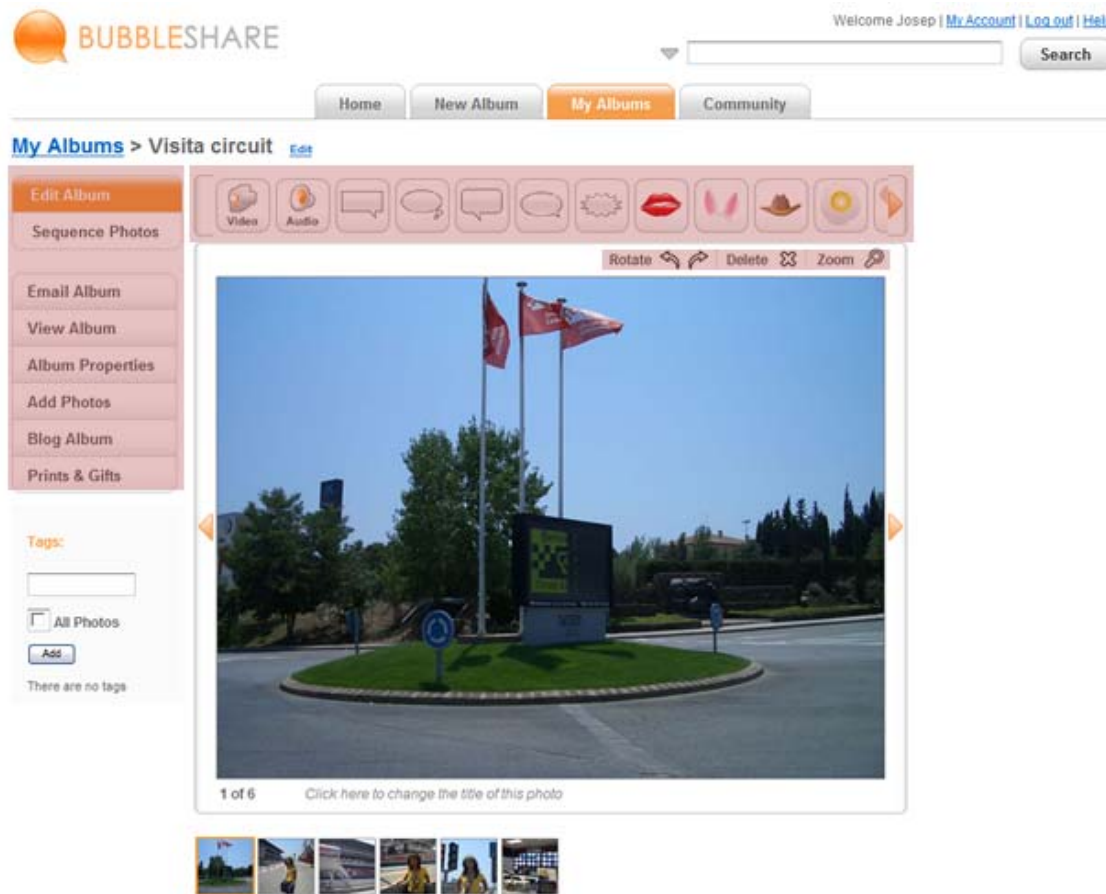 BUBBLESHARE
Welcome Josep | My Account | Log out | Hel
Search
Home
New Album
My Albums
Community
My Albums > Visita circuit Edit
Edit Album
Sequence Photos
Email Album
View Album
Album Properties
Add Photos
Blog Album
Prints & Gifts
Tags:
All Photos
Add
There are no tags
Video
Audio
Rotate
Delete
Zoom
1 of 6
Click here to change the title of this photo